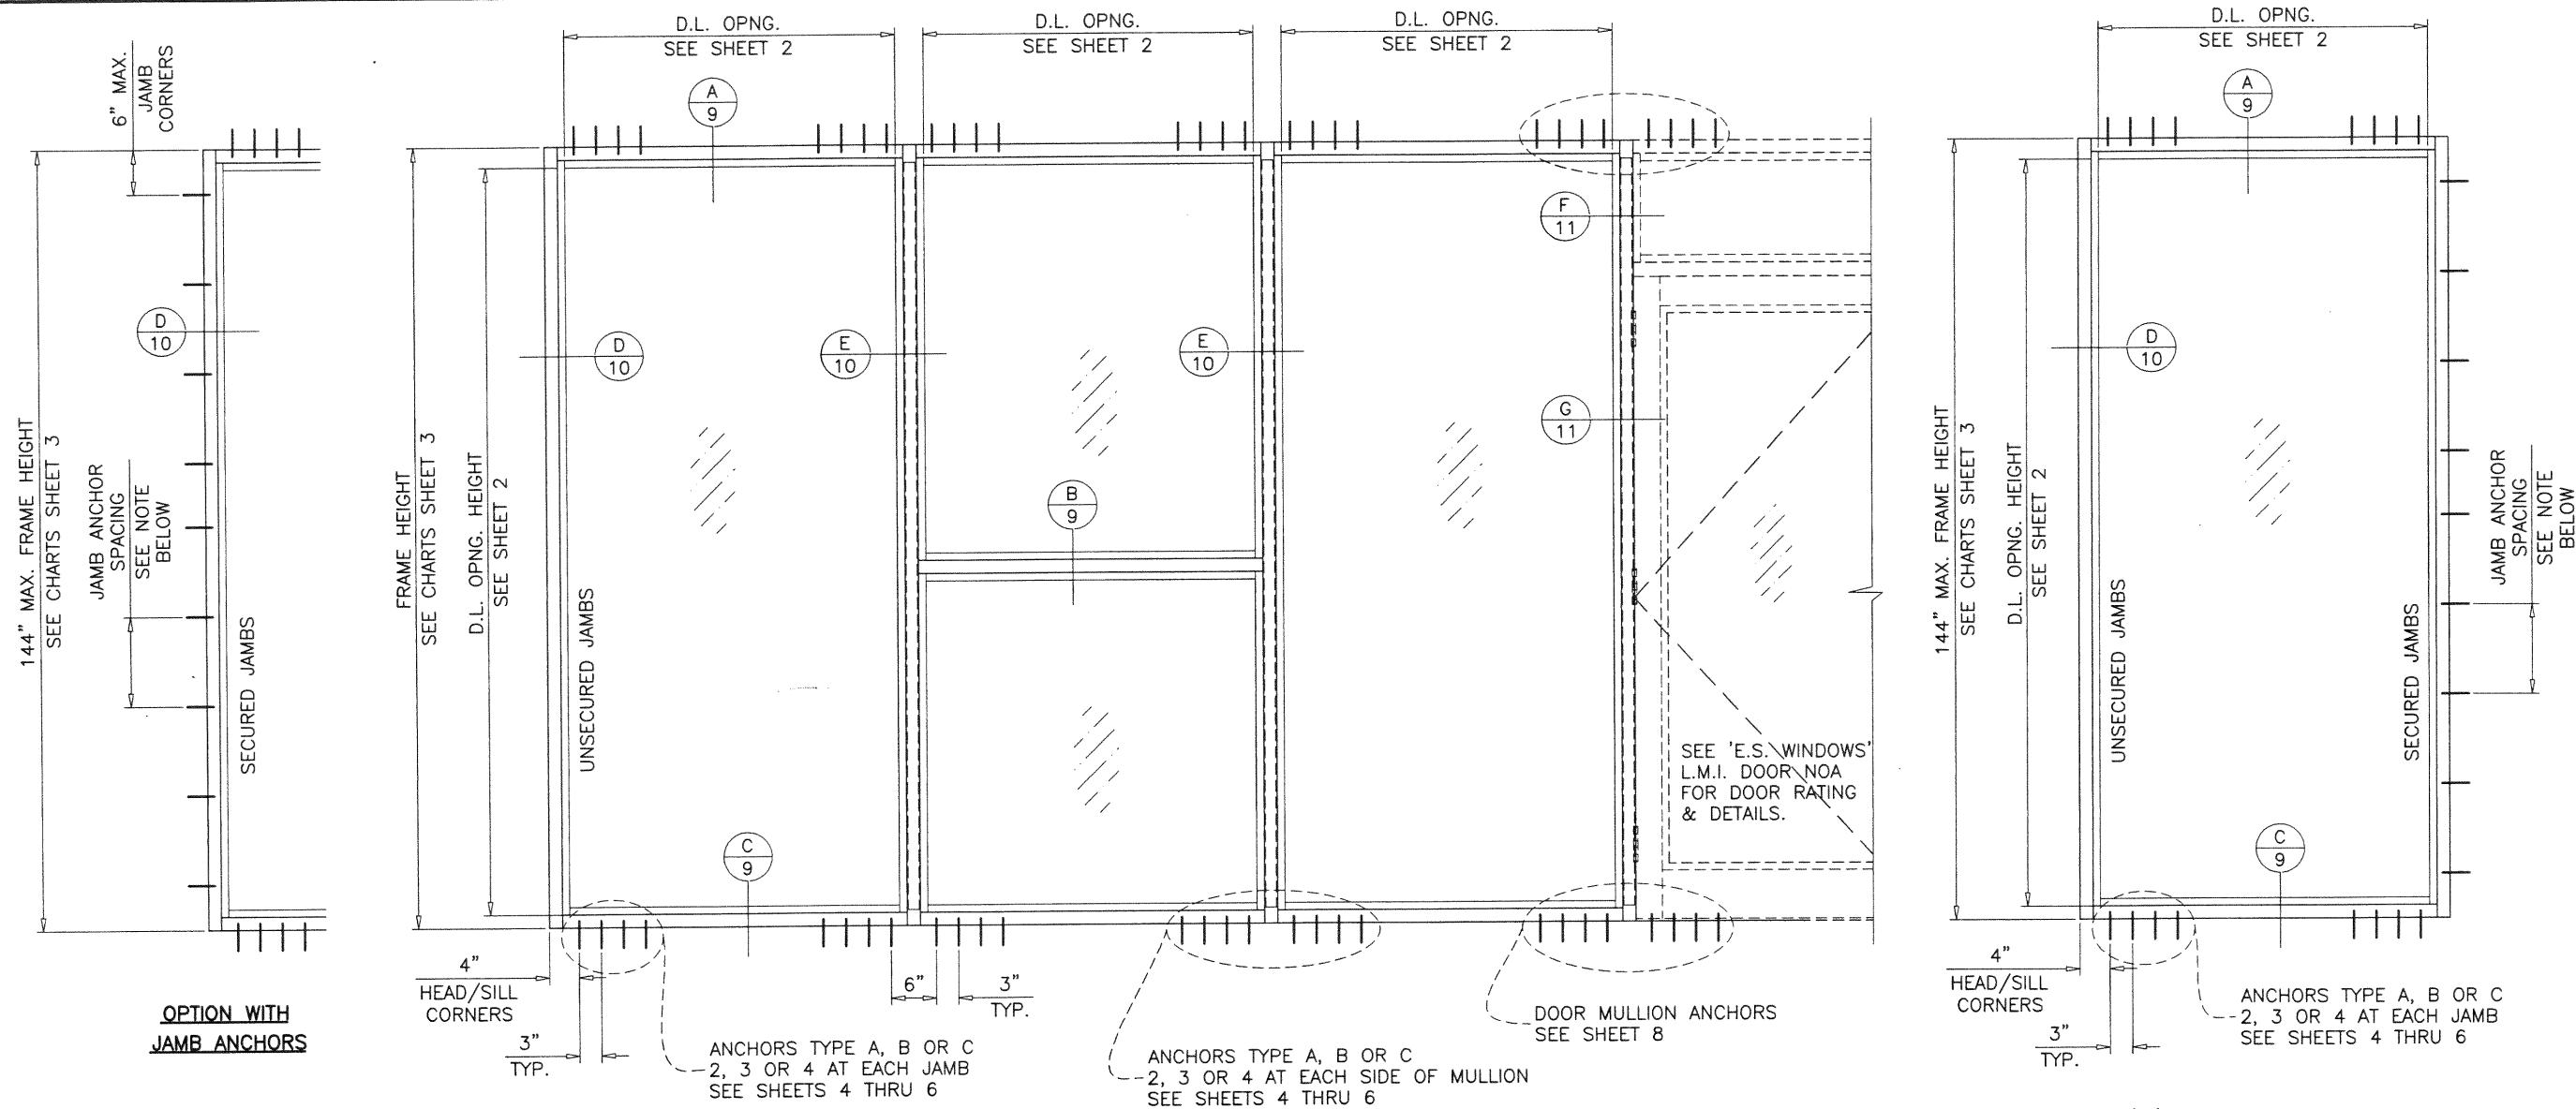 6" MAX.
JAMB
CORNERS
144" MAX. FRAME HEIGHT
SEE CHARTS SHEET 3
JAMB ANCHOR
SPACING
SEE NOTE
BELOW
D
10
SECURED JAMBS
OPTION WITH
JAMB ANCHORS
D.L. OPNG.
SEE SHEET 2
D.L. OPNG.
SEE SHEET 2
D.L. OPNG.
SEE SHEET 2
A
9
FRAME HEIGHT
SEE CHARTS SHEET 3
D.L. OPNG. HEIGHT
SEE SHEET 2
D
10
E
10
E
10
F
11
G
11
B
9
UNSECURED JAMBS
C
9
SEE 'E.S. WINDOWS'
L.M.I. DOOR NOA
FOR DOOR RATING
& DETAILS.
4"
HEAD/SILL
CORNERS
3"
TYP.
6"
3"
TYP.
ANCHORS TYPE A, B OR C
2, 3 OR 4 AT EACH JAMB
SEE SHEETS 4 THRU 6
ANCHORS TYPE A, B OR C
2, 3 OR 4 AT EACH SIDE OF MULLION
SEE SHEETS 4 THRU 6
DOOR MULLION ANCHORS
SEE SHEET 8
D.L. OPNG.
SEE SHEET 2
A
9
144" MAX. FRAME HEIGHT
SEE CHARTS SHEET 3
D.L. OPNG. HEIGHT
SEE SHEET 2
D
10
UNSECURED JAMBS
SECURED JAMBS
JAMB ANCHOR
SPACING
SEE NOTE
BELOW
C
9
4"
HEAD/SILL
CORNERS
3"
TYP.
ANCHORS TYPE A, B OR C
2, 3 OR 4 AT EACH JAMB
SEE SHEETS 4 THRU 6